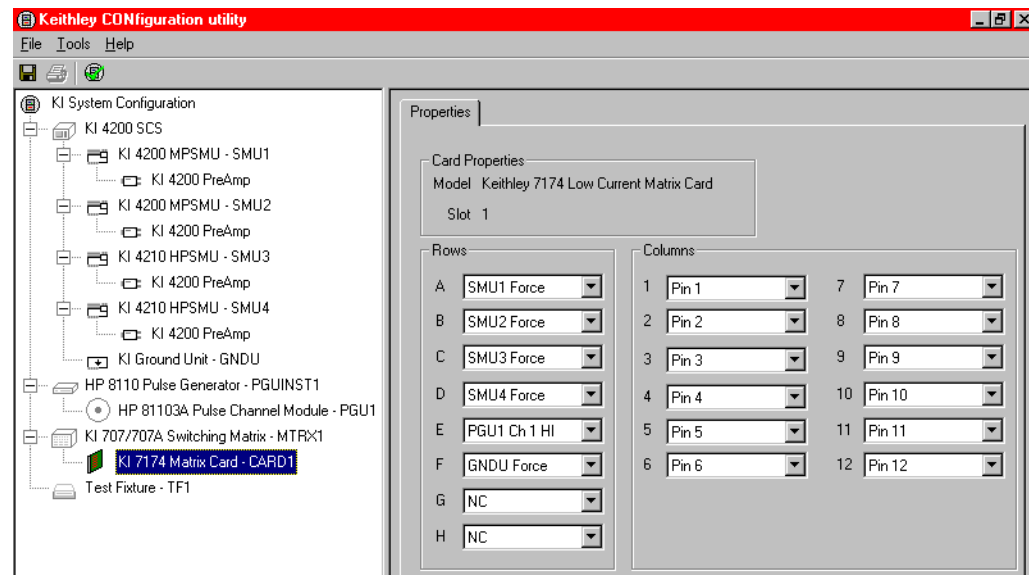 Keithley CONfiguration utility
File Tools Help
KI System Configuration
KI 4200 SCS
KI 4200 MPSMU - SMU1
KI 4200 PreAmp
KI 4200 MPSMU - SMU2
KI 4200 PreAmp
KI 4210 HPSMU - SMU3
KI 4200 PreAmp
KI 4210 HPSMU - SMU4
KI 4200 PreAmp
KI Ground Unit - GNDU
HP 8110 Pulse Generator - PGUINST1
HP 81103A Pulse Channel Module - PGU1
KI 707/707A Switching Matrix - MTRX1
KI 7174 Matrix Card - CARD1
Test Fixture - TF1
Properties
Card Properties
Model Keithley 7174 Low Current Matrix Card
Slot 1
Rows
A SMU1 Force
B SMU2 Force
C SMU3 Force
D SMU4 Force
E PGU1 Ch 1 HI
F GNDU Force
G NC
H NC
Columns
1 Pin 1
2 Pin 2
3 Pin 3
4 Pin 4
5 Pin 5
6 Pin 6
7 Pin 7
8 Pin 8
9 Pin 9
10 Pin 10
11 Pin 11
12 Pin 12